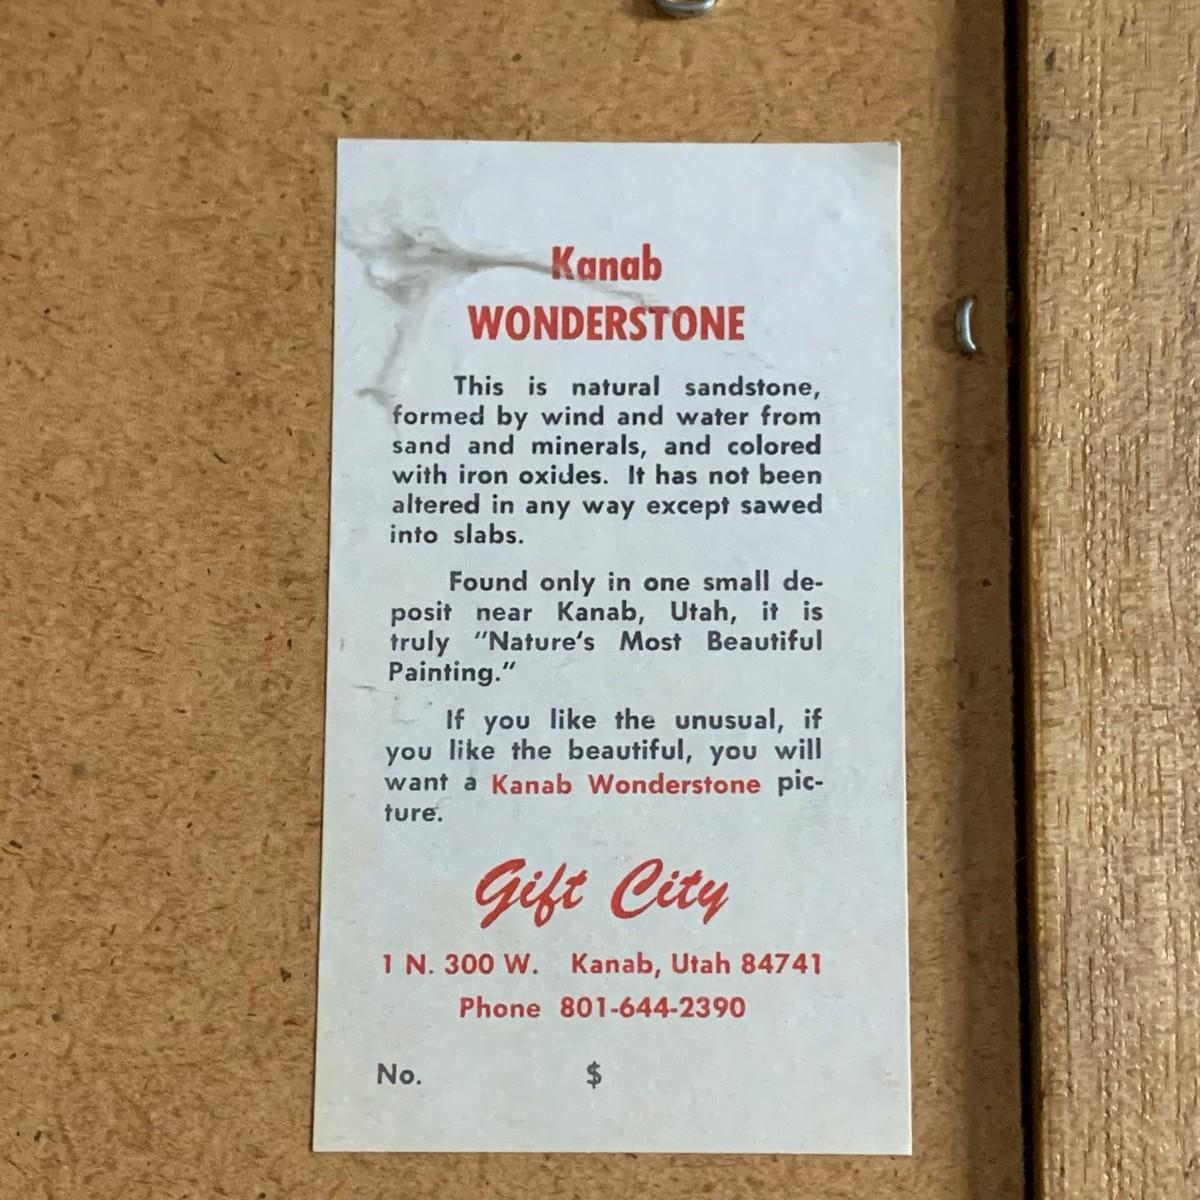 Kanab
WONDERSTONE
This is natural sandstone,
formed by wind and water from
sand and minerals, and colored
with iron oxides. It has not been
altered in any way except sawed
into slabs.
Found only in one small de-
posit near Kanab, Utah, it is
truly "Nature's Most Beautiful
Painting."
If you like the unusual, if
you like the beautiful, you will
want a Kanab Wonderstone pic-
ture.
Gift City
1 N. 300 W. Kanab, Utah 84741
Phone 801-644-2390
No. $